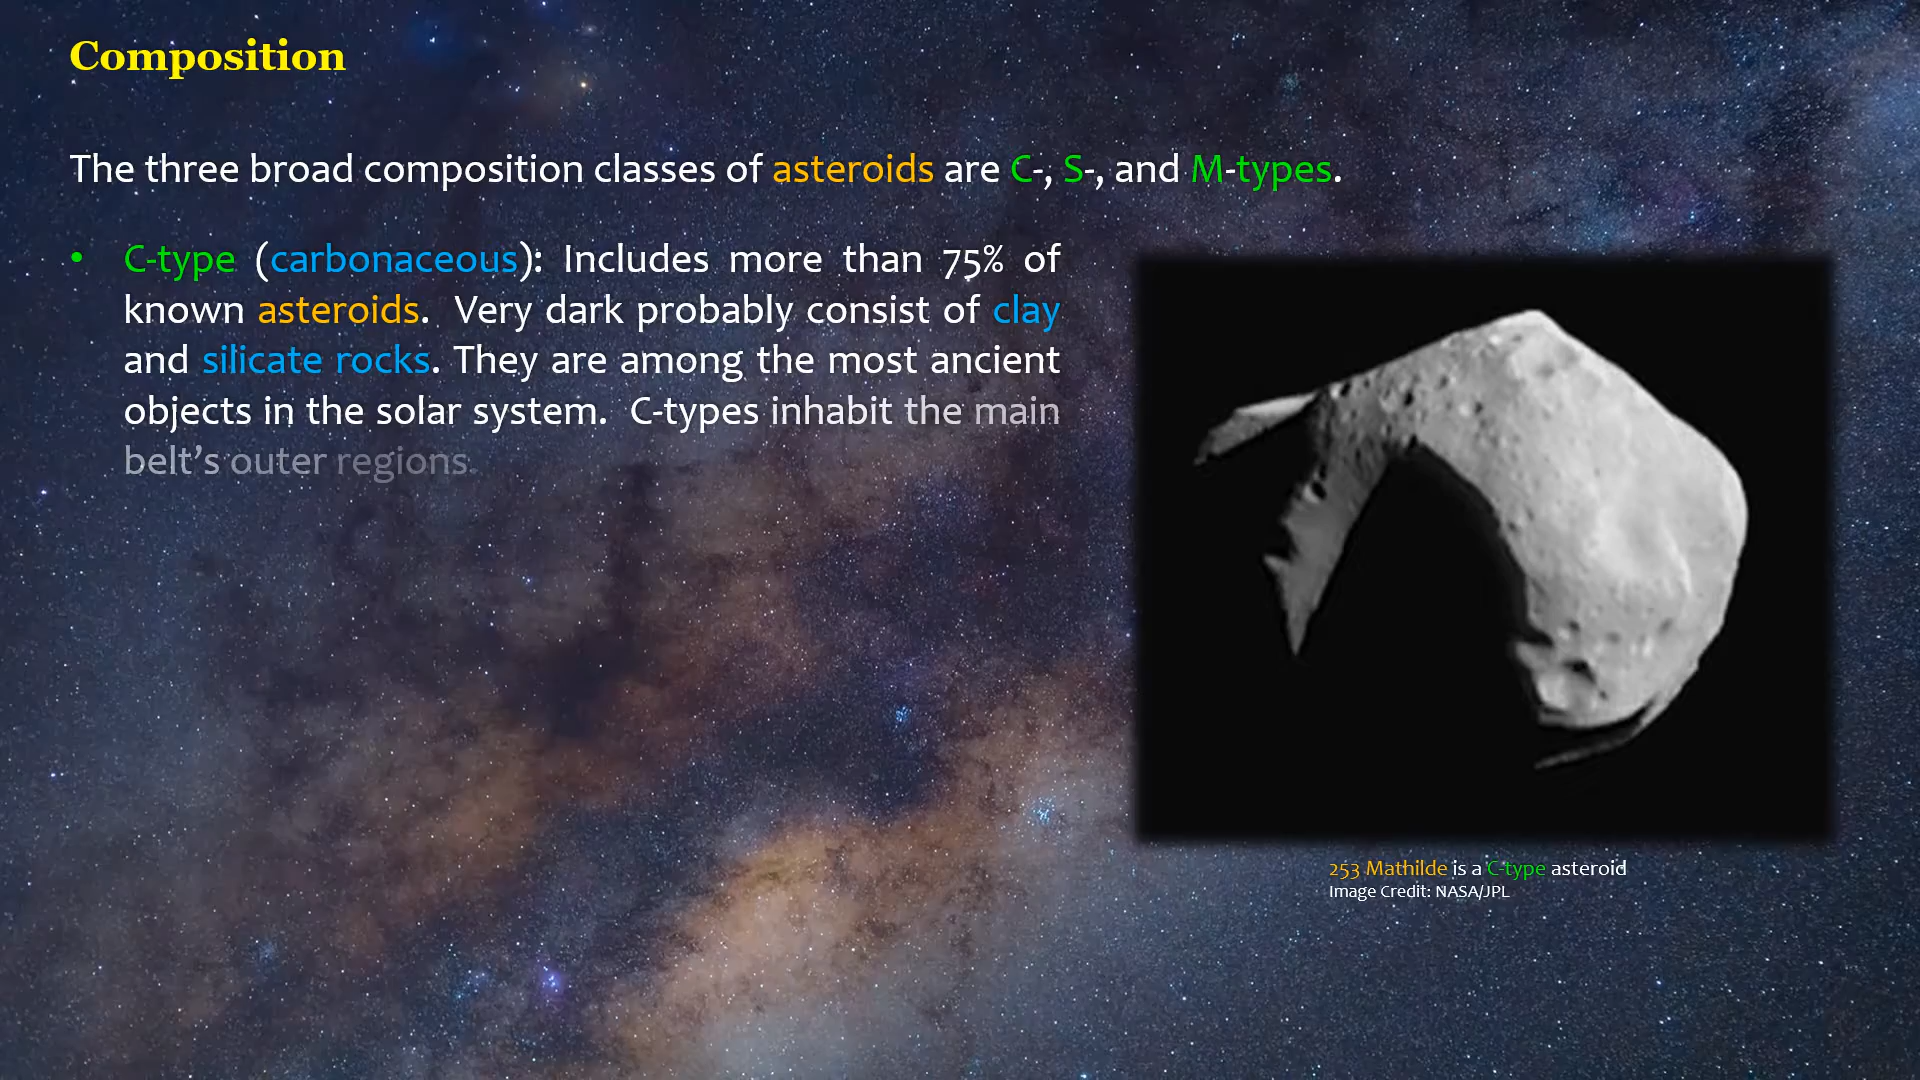 Composition
The three broad composition classes of asteroids are C-, S-, and M-types.
• C-type (carbonaceous): Includes more than 75% of
known asteroids. Very dark probably consist of clay
and silicate rocks. They are among the most ancient
objects in the solar system. C-types inhabit the main
belt’s outer regions.
253 Mathilde is a C-type asteroid
Image Credit: NASA/JPL